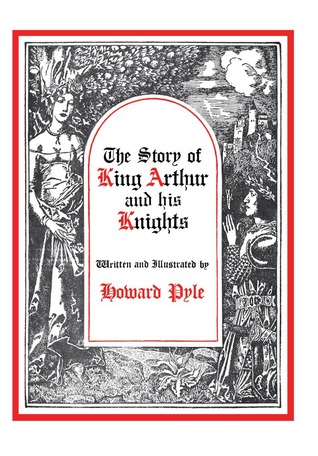 The Story of
King Arthur
and his
Knights
Written and Illustrated by
Howard Pyle